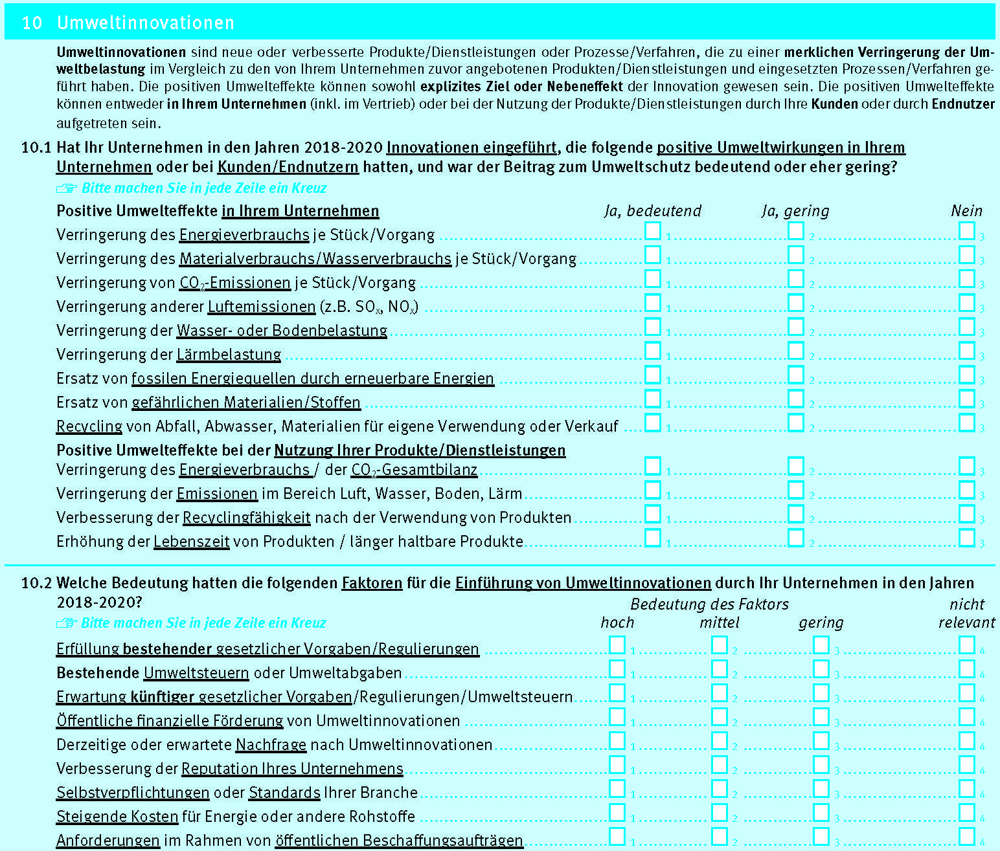 10 Umweltinnovationen
Umweltinnovationen sind neue oder verbesserte Produkte/Dienstleistungen oder Prozesse/Verfahren, die zu einer merklichen Verringerung der Um-
weltbelastung im Vergleich zu den von Ihrem Unternehmen zuvor angebotenen Produkten/Dienstleistungen und eingesetzten Prozessen/Verfahren ge-
führt haben. Die positiven Umwelteffekte können sowohl explizites Ziel oder Nebeneffekt der Innovation gewesen sein. Die positiven Umwelteffekte
können entweder in Ihrem Unternehmen (inkl. im Vertrieb) oder bei der Nutzung der Produkte/Dienstleistungen durch Ihre Kunden oder durch Endnutzer
aufgetreten sein.
10.1 Hat Ihr Unternehmen in den Jahren 2018-2020 Innovationen eingeführt, die folgende positive Umweltwirkungen in Ihrem
Unternehmen oder bei Kunden/Endnutzern hatten, und war der Beitrag zum Umweltschutz bedeutend oder eher gering?
☞ Bitte machen Sie in jede Zeile ein Kreuz
Positive Umwelteffekte in Ihrem Unternehmen Ja, bedeutend Ja, gering Nein
Verringerung des Energieverbrauchs je Stück/Vorgang ☐ 1 ☐ 2 ☐ 3
Verringerung des Materialverbrauchs/Wasserverbrauchs je Stück/Vorgang ☐ 1 ☐ 2 ☐ 3
Verringerung von CO₂-Emissionen je Stück/Vorgang ☐ 1 ☐ 2 ☐ 3
Verringerung anderer Luftemissionen (z.B. SOₓ, NOₓ) ☐ 1 ☐ 2 ☐ 3
Verringerung der Wasser- oder Bodenbelastung ☐ 1 ☐ 2 ☐ 3
Verringerung der Lärmbelastung ☐ 1 ☐ 2 ☐ 3
Ersatz von fossilen Energiequellen durch erneuerbare Energien ☐ 1 ☐ 2 ☐ 3
Ersatz von gefährlichen Materialien/Stoffen ☐ 1 ☐ 2 ☐ 3
Recycling von Abfall, Abwasser, Materialien für eigene Verwendung oder Verkauf ☐ 1 ☐ 2 ☐ 3
Positive Umwelteffekte bei der Nutzung Ihrer Produkte/Dienstleistungen
Verringerung des Energieverbrauchs / der CO₂-Gesamtbilanz ☐ 1 ☐ 2 ☐ 3
Verringerung der Emissionen im Bereich Luft, Wasser, Boden, Lärm ☐ 1 ☐ 2 ☐ 3
Verbesserung der Recyclingfähigkeit nach der Verwendung von Produkten ☐ 1 ☐ 2 ☐ 3
Erhöhung der Lebenszeit von Produkten / länger haltbare Produkte ☐ 1 ☐ 2 ☐ 3
10.2 Welche Bedeutung hatten die folgenden Faktoren für die Einführung von Umweltinnovationen durch Ihr Unternehmen in den Jahren
2018-2020? Bedeutung des Faktors nicht
☞ Bitte machen Sie in jede Zeile ein Kreuz hoch mittel gering relevant
Erfüllung bestehender gesetzlicher Vorgaben/Regulierungen ☐ 1 ☐ 2 ☐ 3 ☐ 4
Bestehende Umweltsteuern oder Umweltabgaben ☐ 1 ☐ 2 ☐ 3 ☐ 4
Erwartung künftiger gesetzlicher Vorgaben/Regulierungen/Umweltsteuern ☐ 1 ☐ 2 ☐ 3 ☐ 4
Öffentliche finanzielle Förderung von Umweltinnovationen ☐ 1 ☐ 2 ☐ 3 ☐ 4
Derzeitige oder erwartete Nachfrage nach Umweltinnovationen ☐ 1 ☐ 2 ☐ 3 ☐ 4
Verbesserung der Reputation Ihres Unternehmens ☐ 1 ☐ 2 ☐ 3 ☐ 4
Selbstverpflichtungen oder Standards Ihrer Branche ☐ 1 ☐ 2 ☐ 3 ☐ 4
Steigende Kosten für Energie oder andere Rohstoffe ☐ 1 ☐ 2 ☐ 3 ☐ 4
Anforderungen im Rahmen von öffentlichen Beschaffungsaufträgen ☐ 1 ☐ 2 ☐ 3 ☐ 4